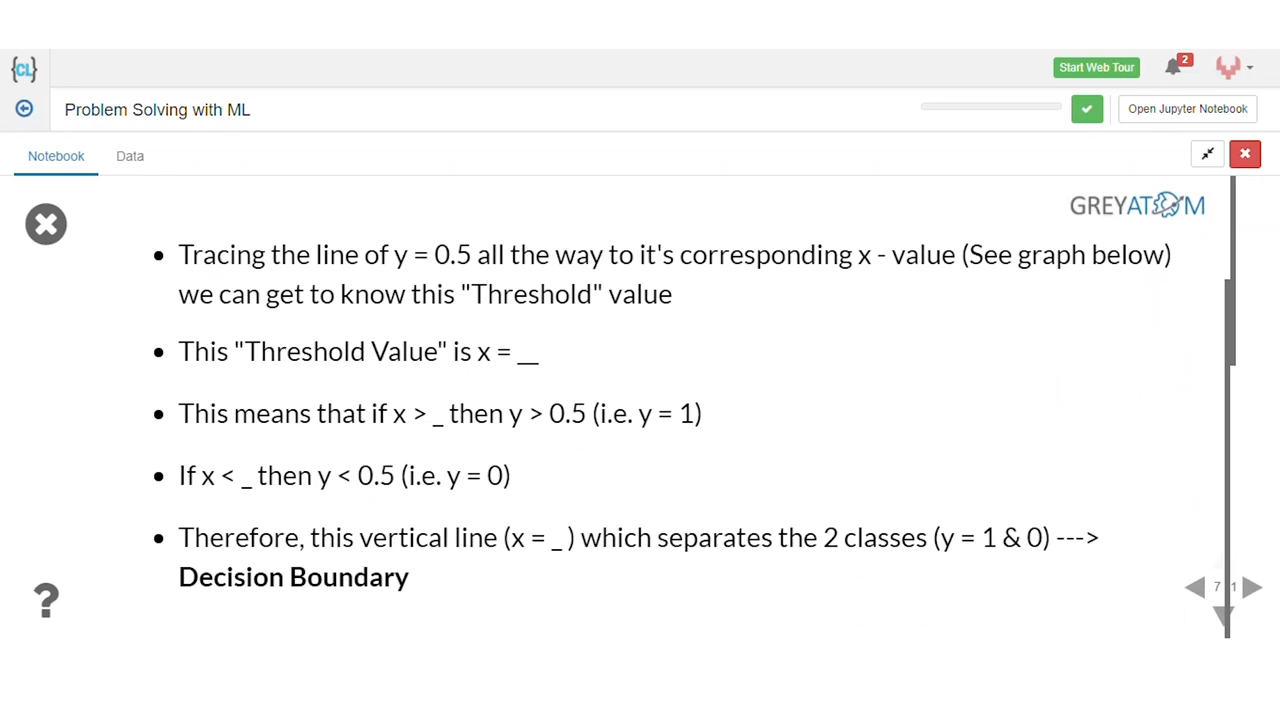 {CL}
Start Web Tour
2
Problem Solving with ML
Open Jupyter Notebook
Notebook
Data
GREYATOM
• Tracing the line of y = 0.5 all the way to it's corresponding x - value (See graph below)
we can get to know this "Threshold" value
• This "Threshold Value" is x = __
• This means that if x > _ then y > 0.5 (i.e. y = 1)
• If x < _ then y < 0.5 (i.e. y = 0)
• Therefore, this vertical line (x = _ ) which separates the 2 classes (y = 1 & 0) --->
Decision Boundary
?
7 1